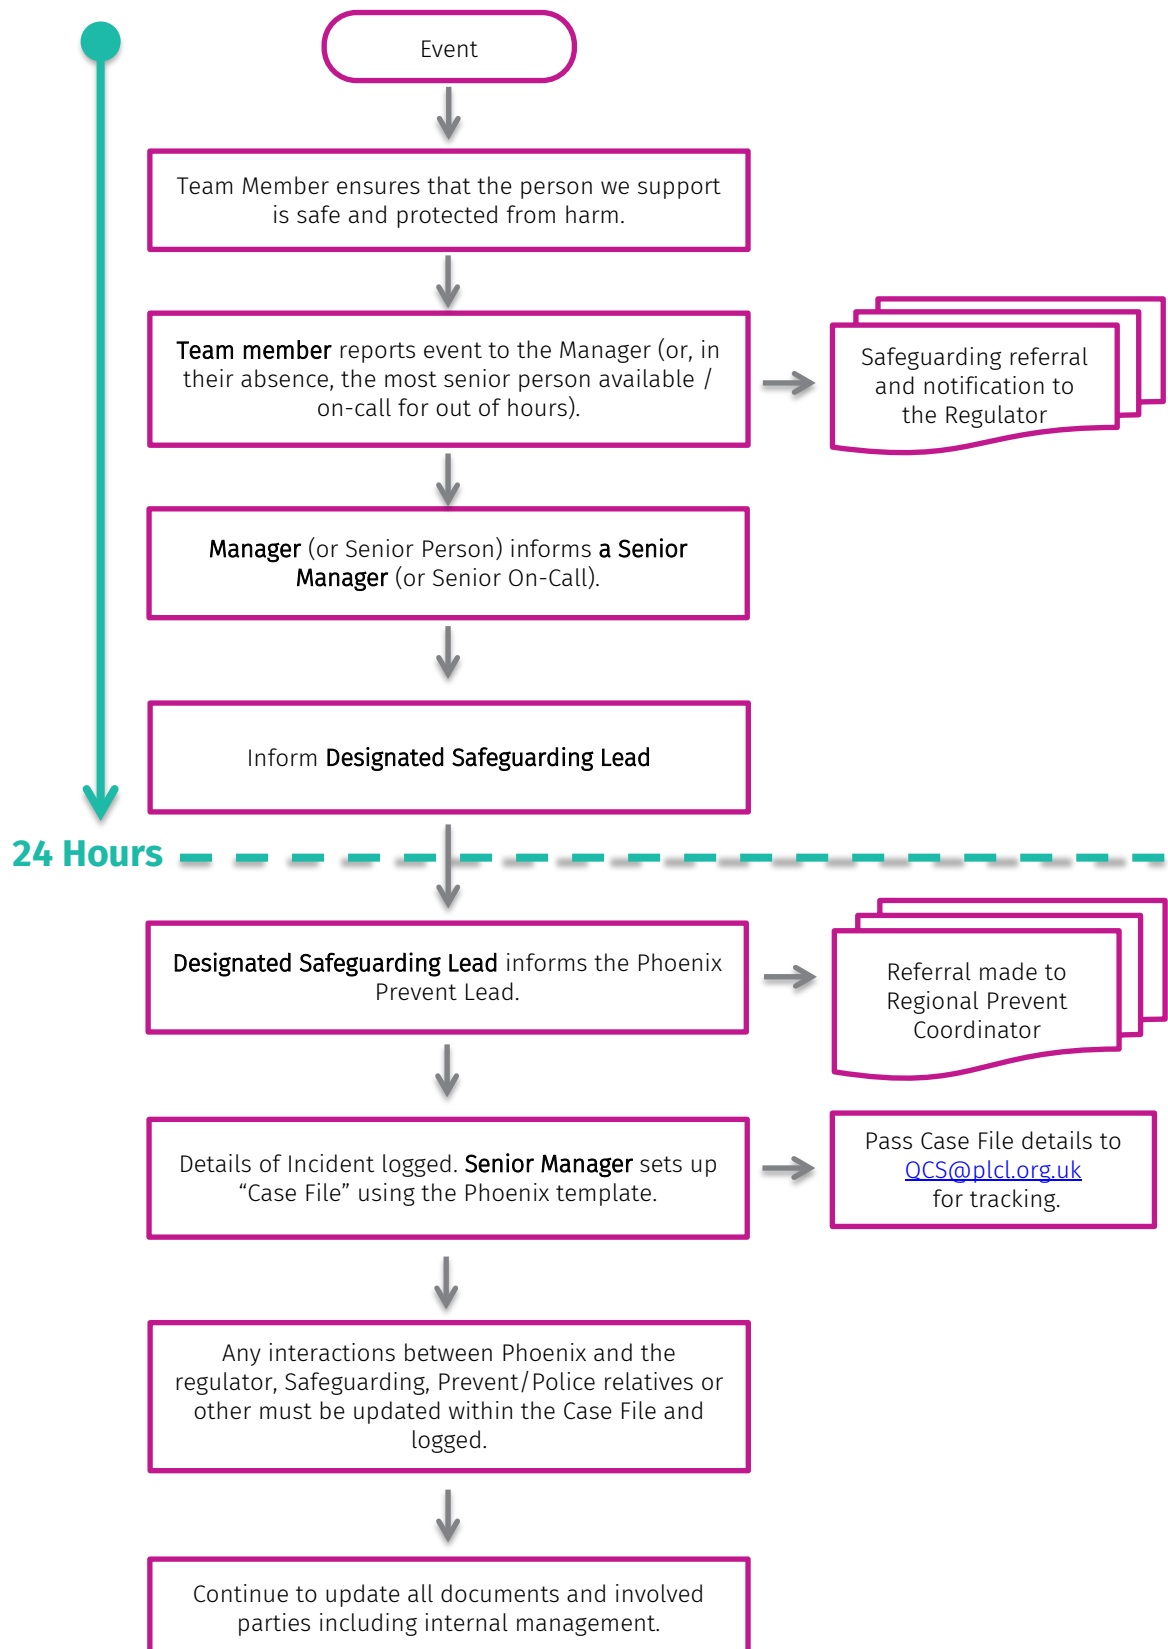 Event
Team Member ensures that the person we support
is safe and protected from harm.
Team member reports event to the Manager (or, in
their absence, the most senior person available /
on-call for out of hours).
Safeguarding referral
and notification to
the Regulator
Manager (or Senior Person) informs a Senior
Manager (or Senior On-Call).
Inform Designated Safeguarding Lead
24 Hours
Designated Safeguarding Lead informs the Phoenix
Prevent Lead.
Referral made to
Regional Prevent
Coordinator
Details of Incident logged. Senior Manager sets up
“Case File” using the Phoenix template.
Pass Case File details to
QCS@plcl.org.uk
for tracking.
Any interactions between Phoenix and the
regulator, Safeguarding, Prevent/Police relatives or
other must be updated within the Case File and
logged.
Continue to update all documents and involved
parties including internal management.